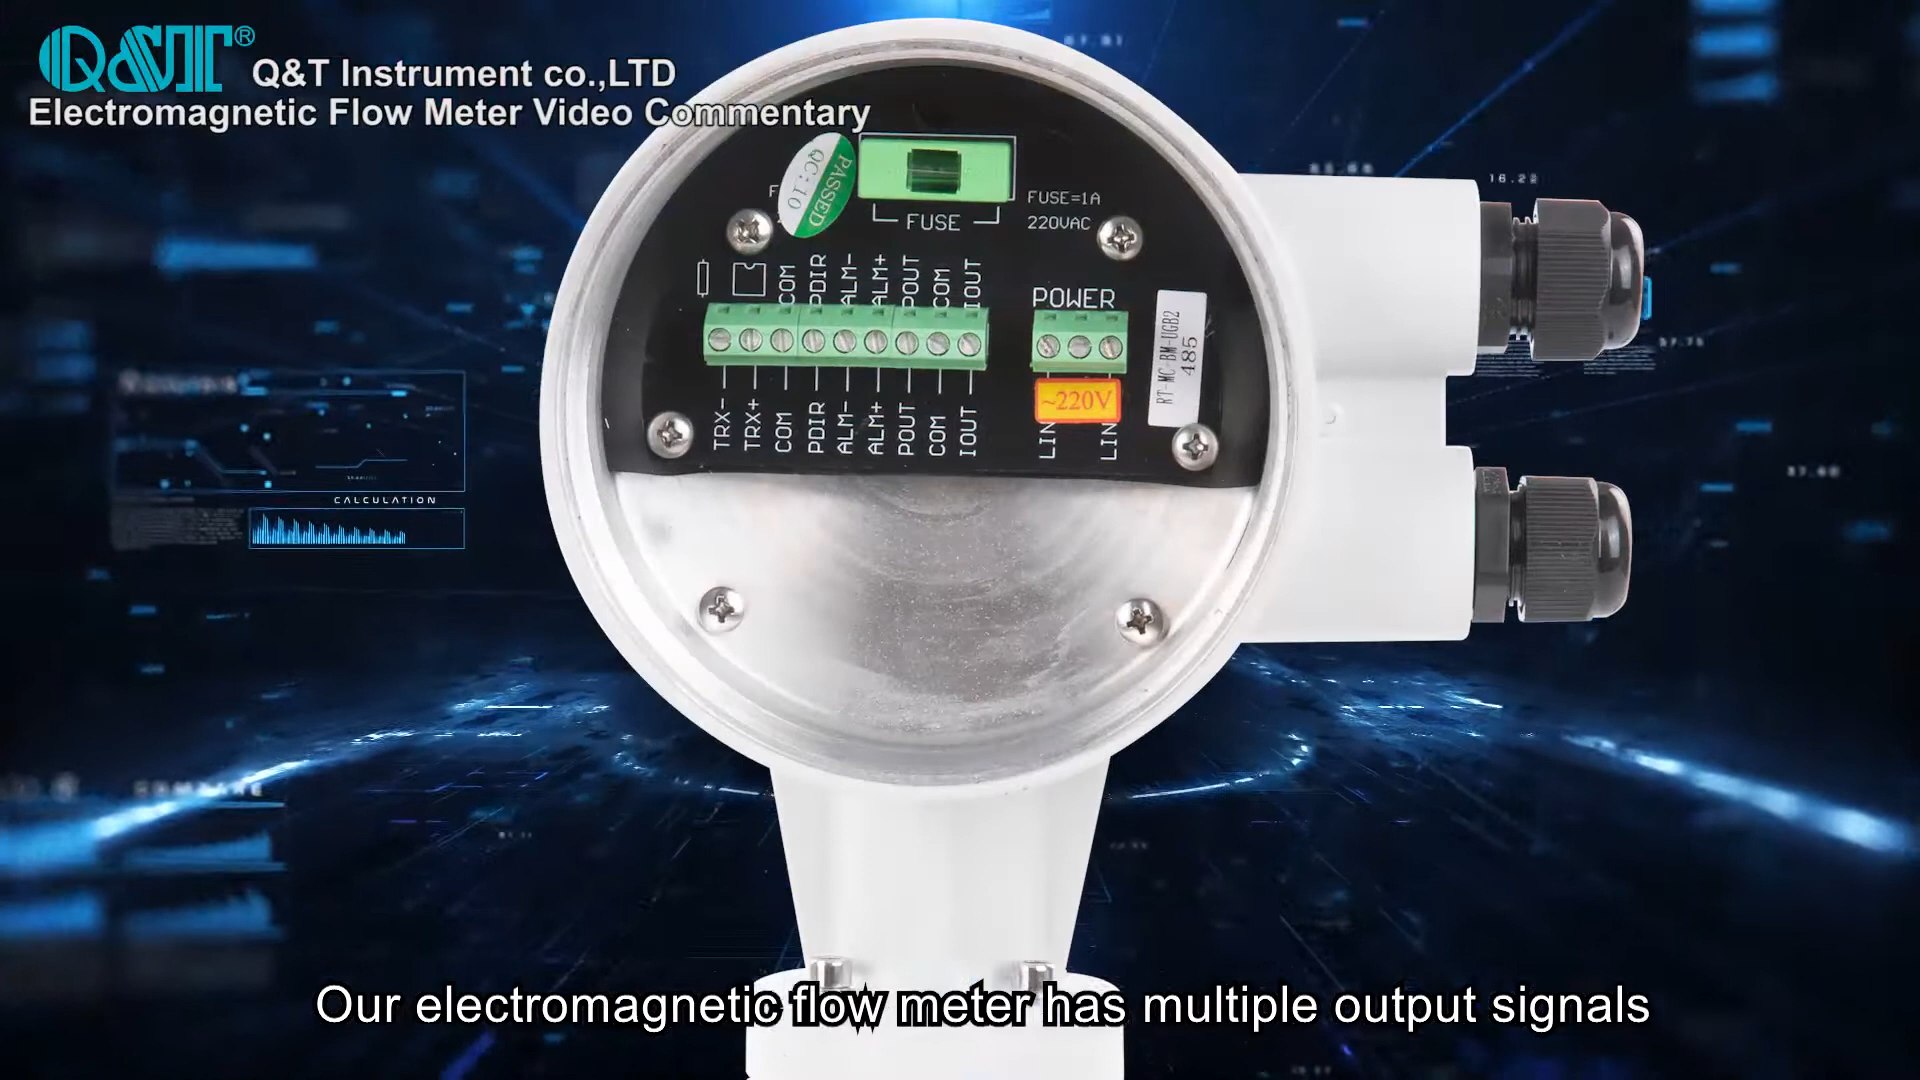 Q&T®
Q&T Instrument co.,LTD
Electromagnetic Flow Meter Video Commentary
PASSED
QC:10
FUSE
FUSE=1A
220VAC
COM
PDIR
ALM-
ALM+
POUT
COM
IOUT
POWER
TRX-
TRX+
COM
PDIR
ALM-
ALM+
POUT
COM
IOUT
~220V
LIN
LIN
RT-MC-BM-UGB2
485
16.22
CALCULATION
Our electromagnetic flow meter has multiple output signals